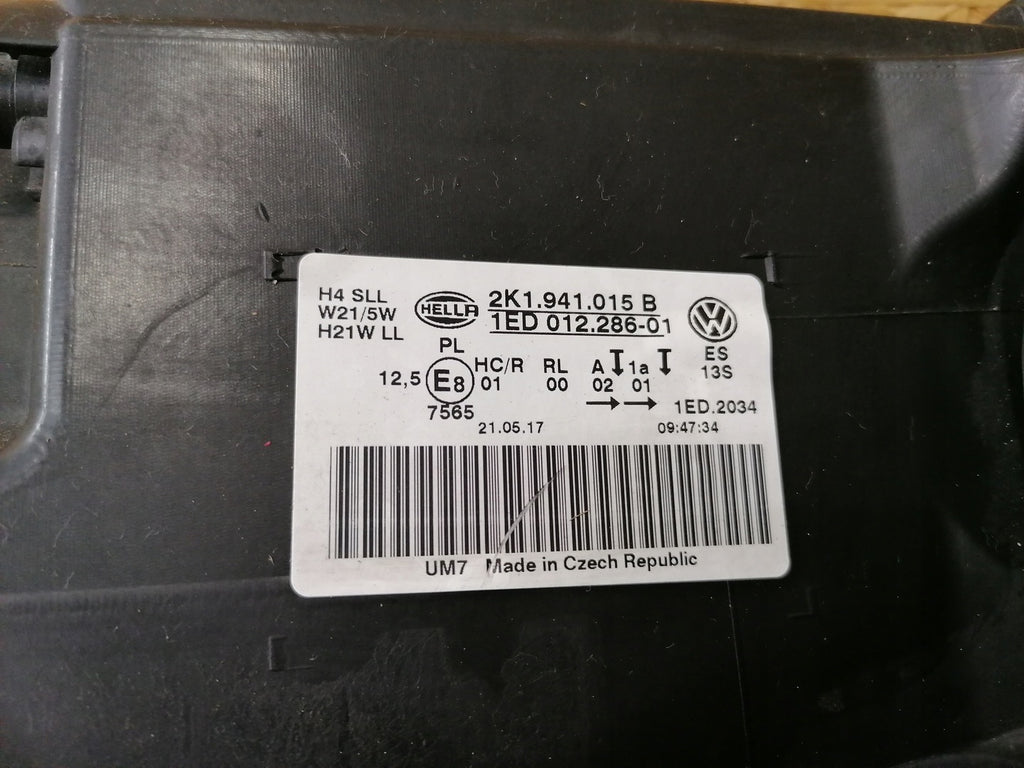 H4 SLL
W21/5W
H21W LL
HELLA
2K1.941.015 B
1ED 012.286-01
PL
12,5 E8
7565
HC/R RL A 1a
01 00 02 01
ES
13S
1ED.2034
21.05.17 09:47:34
UM7 Made in Czech Republic